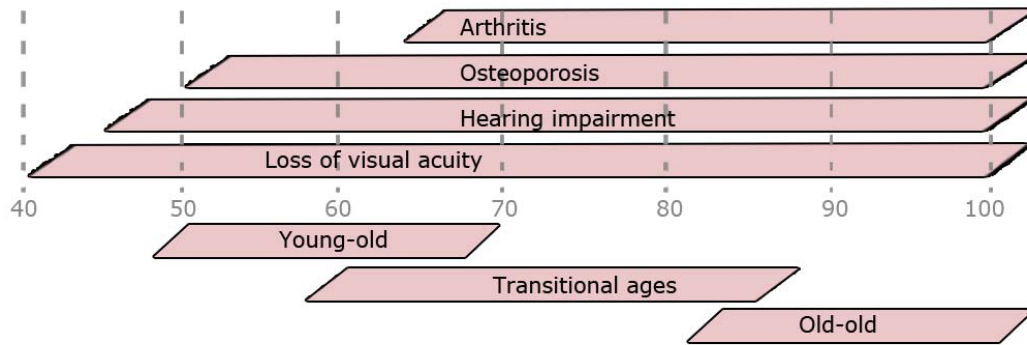 Arthritis
Osteoporosis
Hearing impairment
Loss of visual acuity
40 50 60 70 80 90 100
Young-old
Transitional ages
Old-old